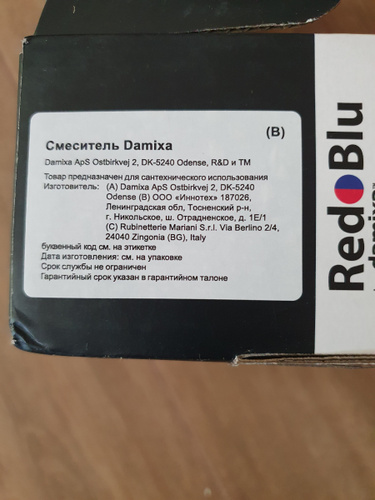 Смеситель Damixa
(B)
Damixa ApS Ostbirkvej 2, DK-5240 Odense, R&D и TM
Товар предназначен для сантехнического использования
Изготовитель: (A) Damixa ApS Ostbirkvej 2, DK-5240
Odense (B) ООО «Иннотех» 187026,
Ленинградская обл, Тосненский р-н,
г. Никольское, ш. Отрадненское, д. 1Е/1
(C) Rubinetterie Mariani S.r.l. Via Berlino 2/4,
24040 Zingonia (BG), Italy
буквенный код см. на этикетке
Дата изготовления: см. на упаковке
Срок службы не ограничен
Гарантийный срок указан в гарантийном талоне
Red Blu
damixa™